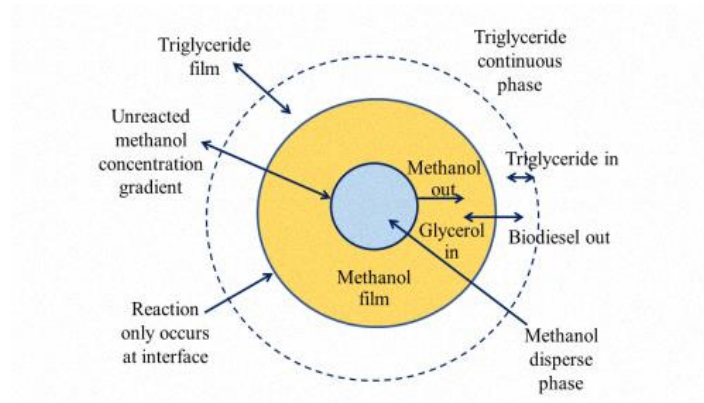 Triglyceride
film
Triglyceride
continuous
phase
Unreacted
methanol
concentration
gradient
Methanol
out
Triglyceride in
Glycerol
in
Biodiesel out
Methanol
film
Reaction
only occurs
at interface
Methanol
disperse
phase